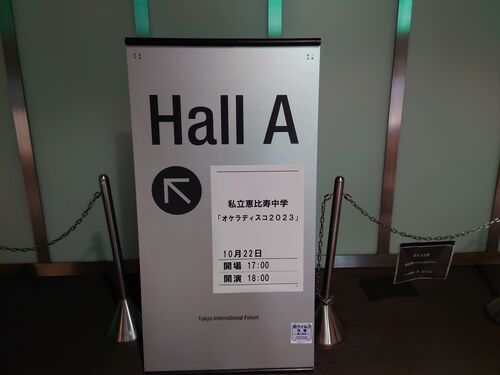 Hall A
私立恵比寿中学
「オケラディスコ2023」
10月22日
開場 17:00
開演 18:00
Tokyo International Forum